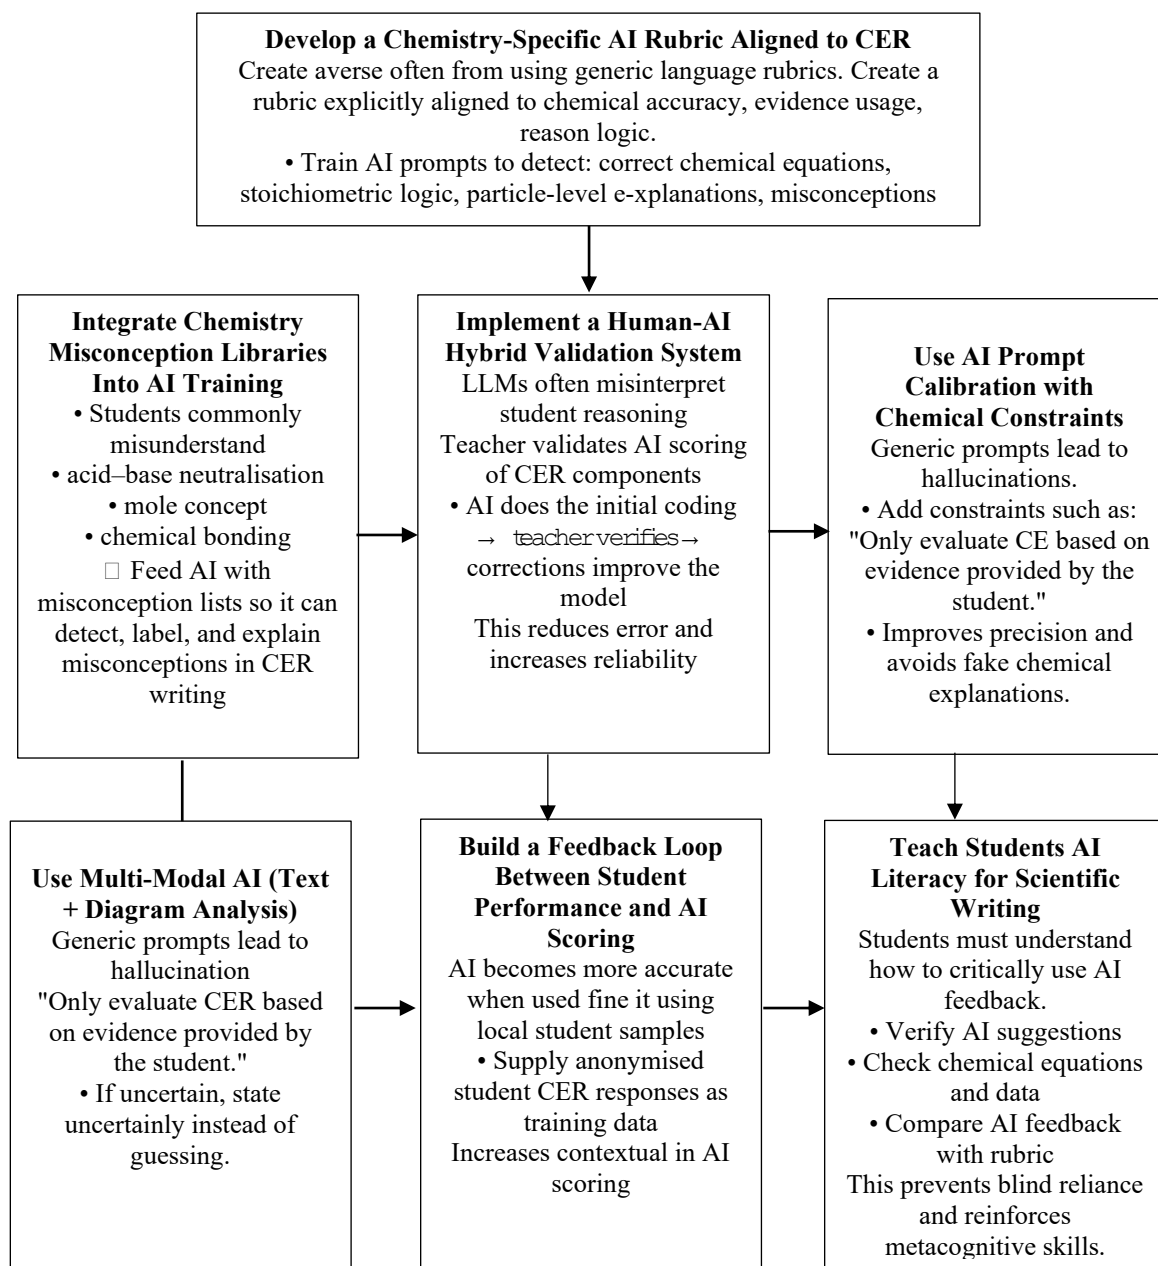 Develop a Chemistry-Specific AI Rubric Aligned to CER
Create averse often from using generic language rubrics. Create a
rubric explicitly aligned to chemical accuracy, evidence usage,
reason logic.
• Train AI prompts to detect: correct chemical equations,
stoichiometric logic, particle-level e-xplanations, misconceptions
Integrate Chemistry
Misconception Libraries
Into AI Training
• Students commonly
misunderstand
• acid–base neutralisation
• mole concept
• chemical bonding
□ Feed AI with
misconception lists so it can
detect, label, and explain
misconceptions in CER
writing
Implement a Human-AI
Hybrid Validation System
LLMs often misinterpret
student reasoning
Teacher validates AI scoring
of CER components
• AI does the initial coding
→ teacher verifies →
corrections improve the
model
This reduces error and
increases reliability
Use AI Prompt
Calibration with
Chemical Constraints
Generic prompts lead to
hallucinations.
• Add constraints such as:
"Only evaluate CE based on
evidence provided by the
student."
• Improves precision and
avoids fake chemical
explanations.
Use Multi-Modal AI (Text
+ Diagram Analysis)
Generic prompts lead to
hallucination
"Only evaluate CER based
on evidence provided by
the student."
• If uncertain, state
uncertainly instead of
guessing.
Build a Feedback Loop
Between Student
Performance and AI
Scoring
AI becomes more accurate
when used fine it using
local student samples
• Supply anonymised
student CER responses as
training data
Increases contextual in AI
scoring
Teach Students AI
Literacy for Scientific
Writing
Students must understand
how to critically use AI
feedback.
• Verify AI suggestions
• Check chemical equations
and data
• Compare AI feedback
with rubric
This prevents blind reliance
and reinforces
metacognitive skills.